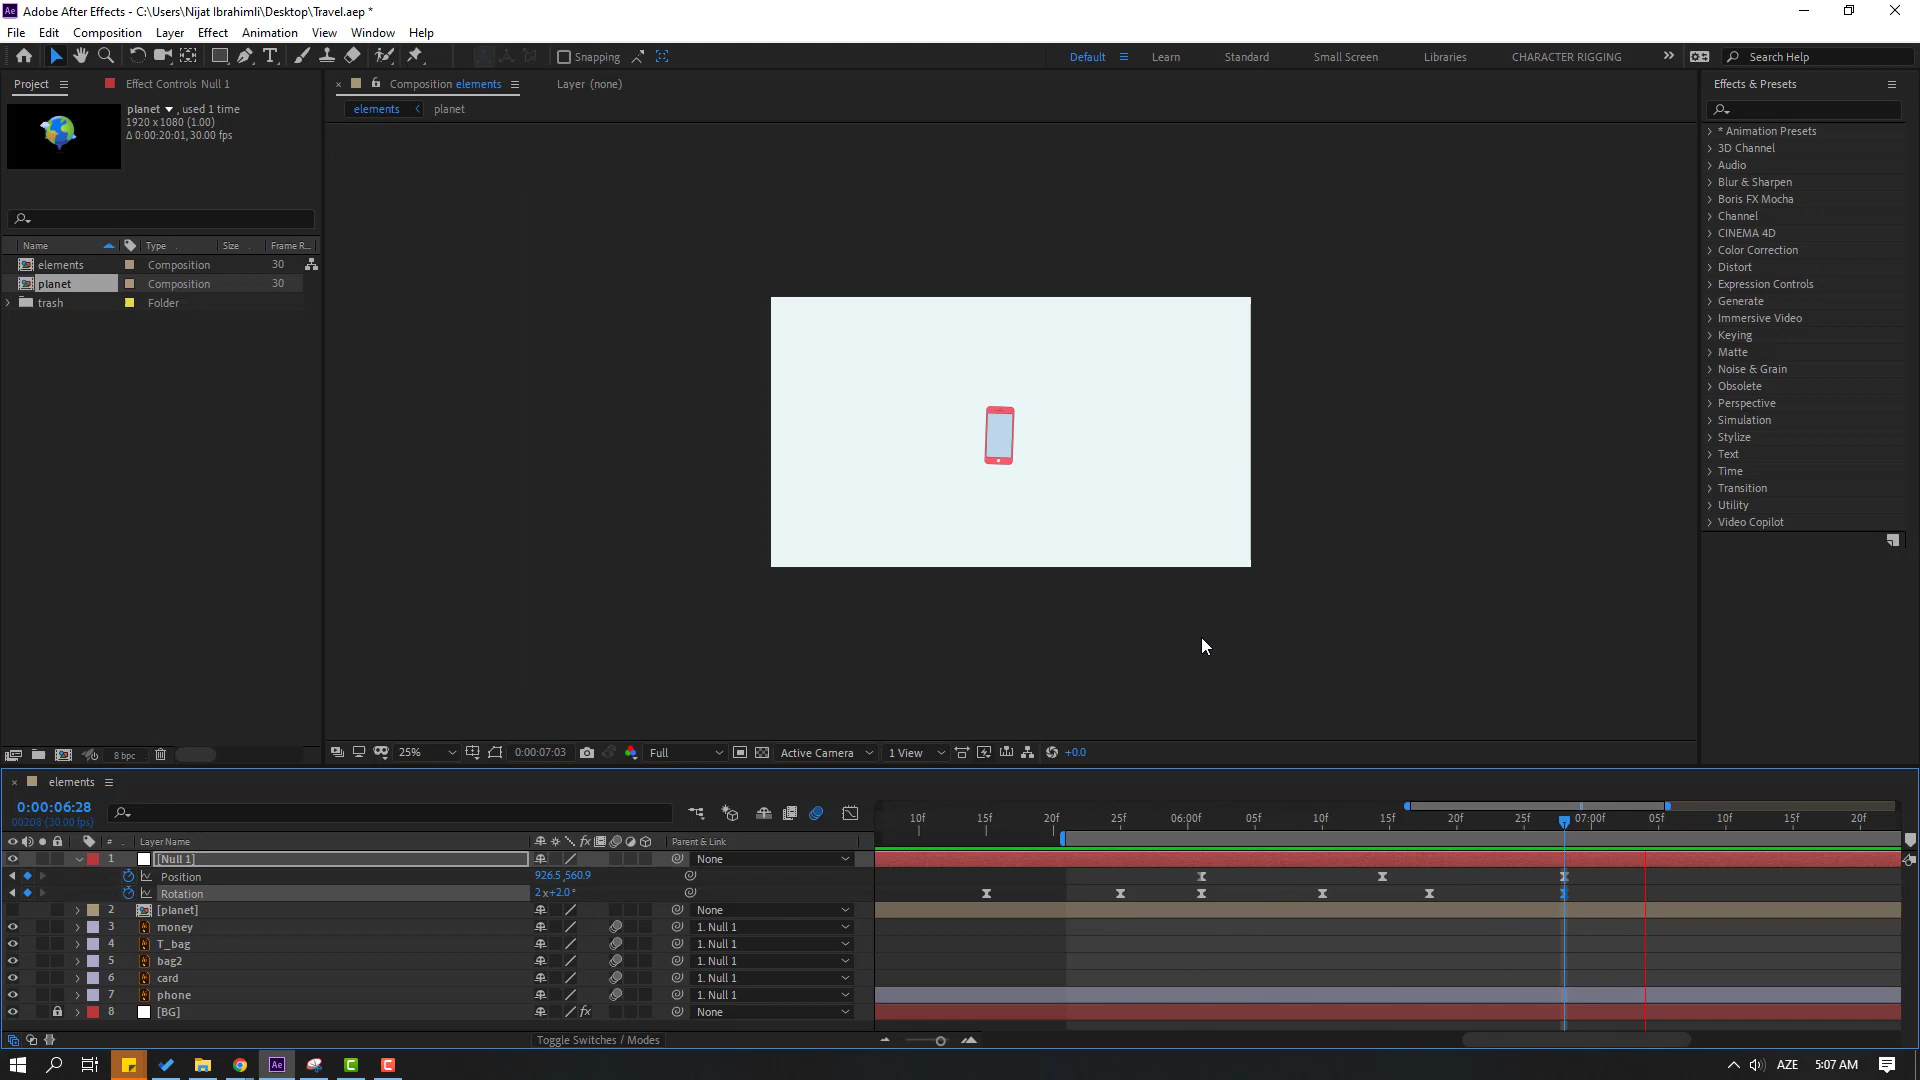 Adobe After Effects - C:\Users\Nijat Ibrahimli\Desktop\Travel.aep *
File Edit Composition Layer Effect Animation View Window Help
Snapping
Default Learn Standard Small Screen Libraries CHARACTER RIGGING Search Help
Project Effect Controls Null 1
planet , used 1 time
1920 x 1080 (1.00)
Δ 0:00:20:01, 30.00 fps
Name Type Size Frame R...
elements Composition 30
planet Composition 30
trash Folder
8 bpc
Composition elements Layer (none)
elements planet
25% 0:00:07:03 Full Active Camera 1 View +0.0
Effects & Presets
* Animation Presets
3D Channel
Audio
Blur & Sharpen
Boris FX Mocha
Channel
CINEMA 4D
Color Correction
Distort
Expression Controls
Generate
Immersive Video
Keying
Matte
Noise & Grain
Obsolete
Perspective
Simulation
Stylize
Text
Time
Transition
Utility
Video Copilot
elements
0:00:06:28
00208 (30.00 fps)
10f 15f 20f 25f 06:00f 05f 10f 15f 20f 25f 07:00f 05f 10f 15f 20f
# Layer Name fx Parent & Link
1 [Null 1] None
Position 926.5,560.9
Rotation 2x+2.0°
2 [planet] None
3 money 1. Null 1
4 T_bag 1. Null 1
5 bag2 1. Null 1
6 card 1. Null 1
7 phone 1. Null 1
8 [BG] fx None
Toggle Switches / Modes
AZE 5:07 AM